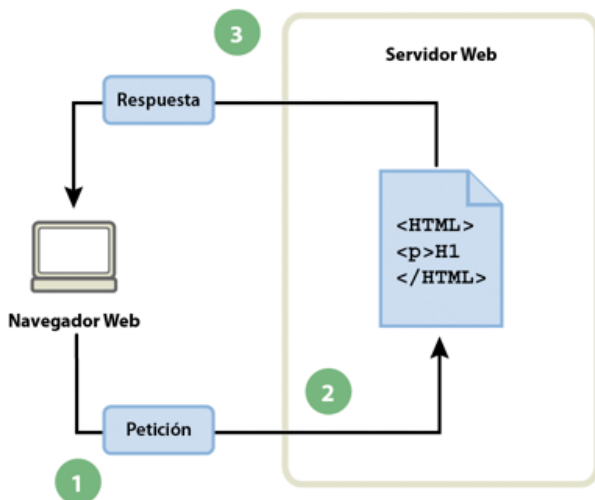 3
Servidor Web
Respuesta
<HTML>
<p>H1
</HTML>
Navegador Web
2
Petición
1